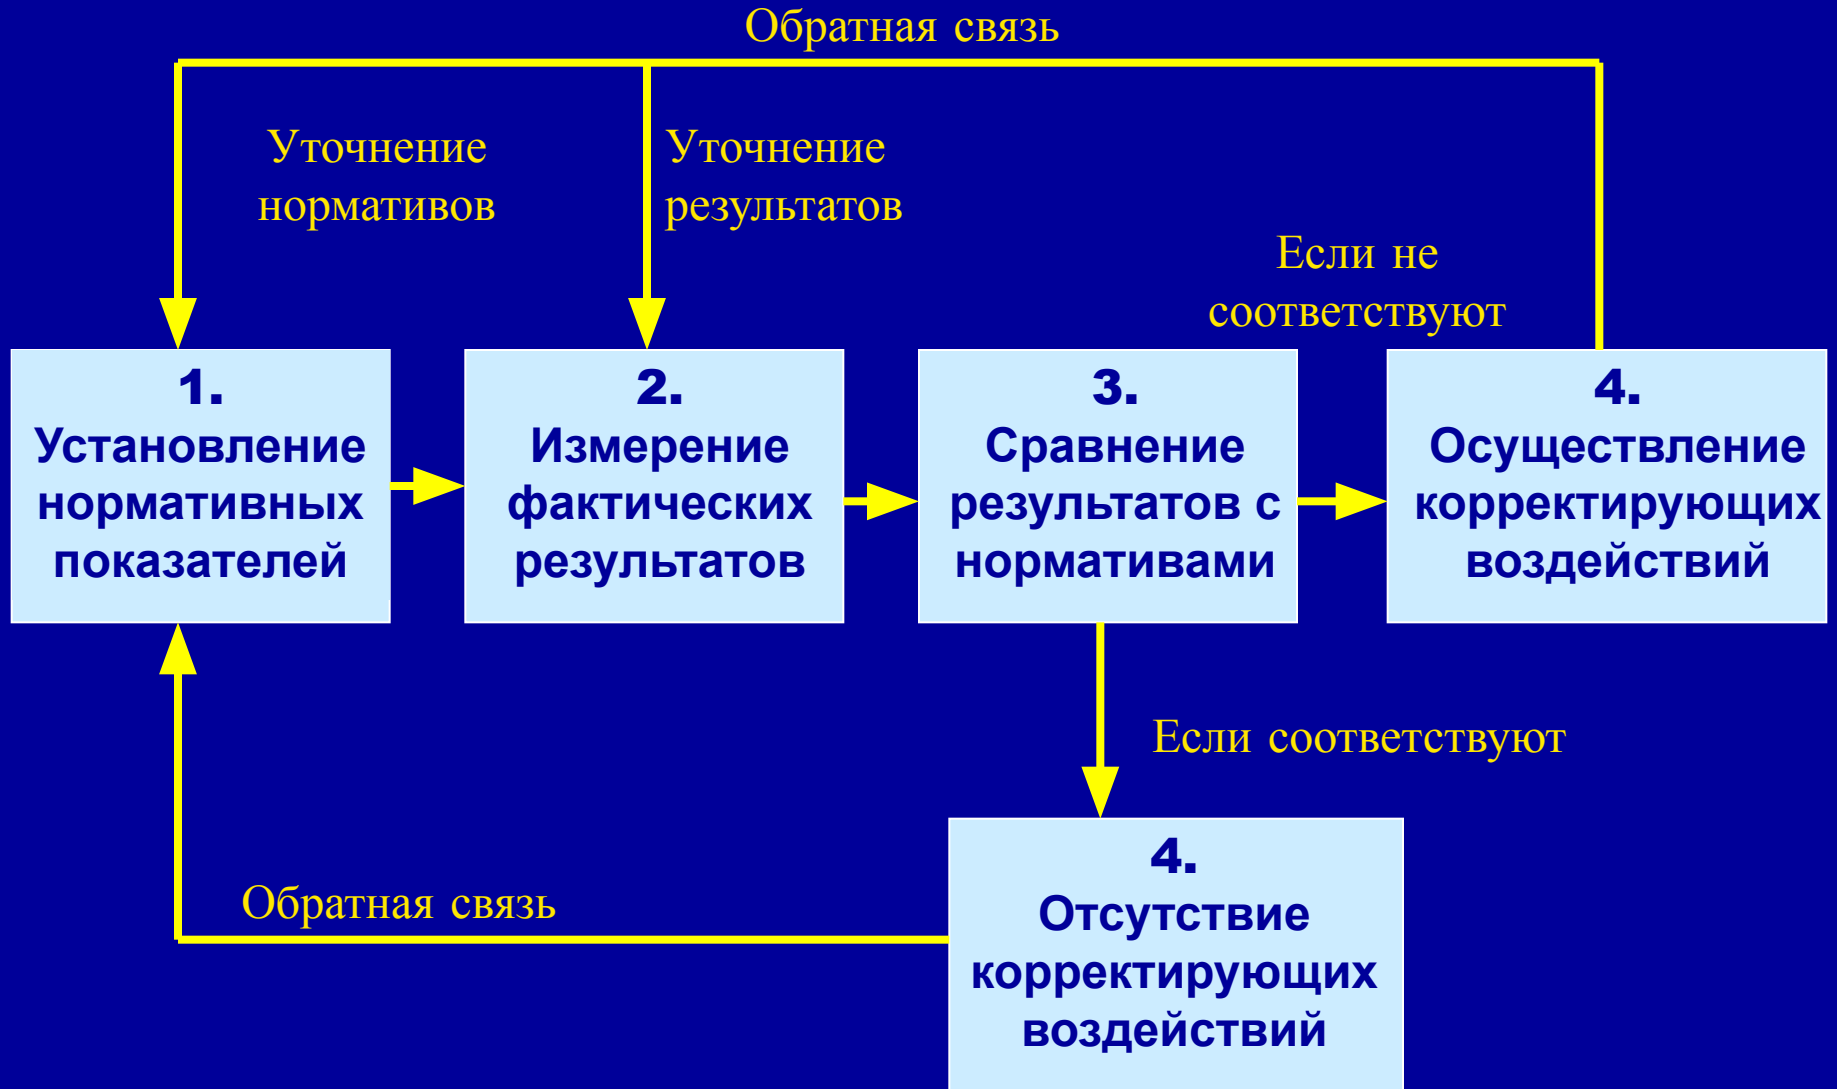 Обратная связь
Уточнение
нормативов
Уточнение
результатов
Если не
соответствуют
1.
Установление
нормативных
показателей
2.
Измерение
фактических
результатов
3.
Сравнение
результатов с
нормативами
4.
Осуществление
корректирующих
воздействий
Если соответствуют
4.
Отсутствие
корректирующих
воздействий
Обратная связь